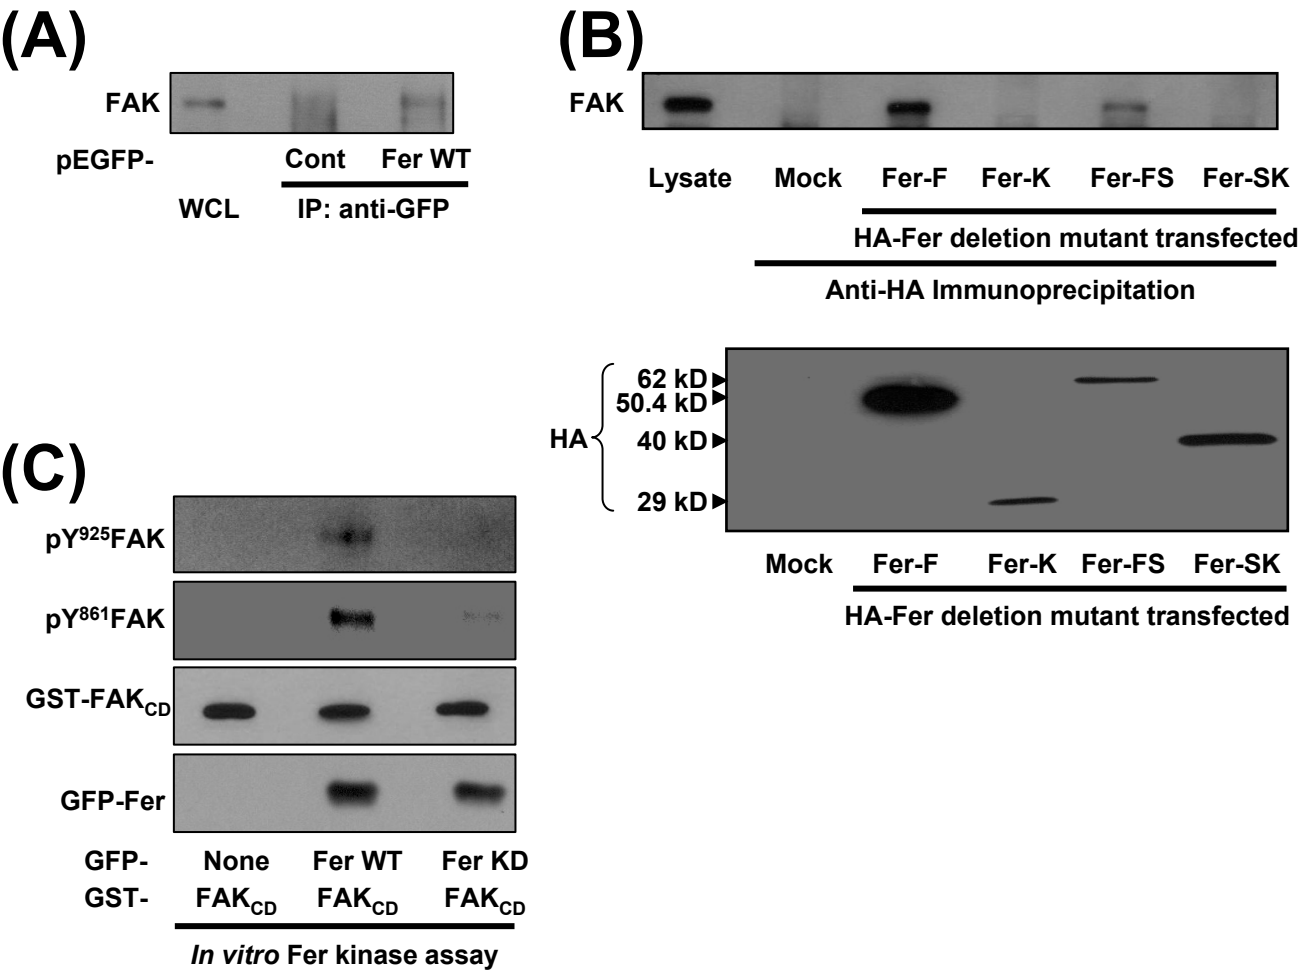 (A)
FAK
pEGFP- Cont Fer WT
WCL IP: anti-GFP
(B)
FAK
Lysate Mock Fer-F Fer-K Fer-FS Fer-SK
HA-Fer deletion mutant transfected
Anti-HA Immunoprecipitation
HA
62 kD
50.4 kD
40 kD
29 kD
Mock Fer-F Fer-K Fer-FS Fer-SK
HA-Fer deletion mutant transfected
(C)
pY925FAK
pY861FAK
GST-FAKCD
GFP-Fer
GFP- None Fer WT Fer KD
GST- FAKCD FAKCD FAKCD
In vitro Fer kinase assay